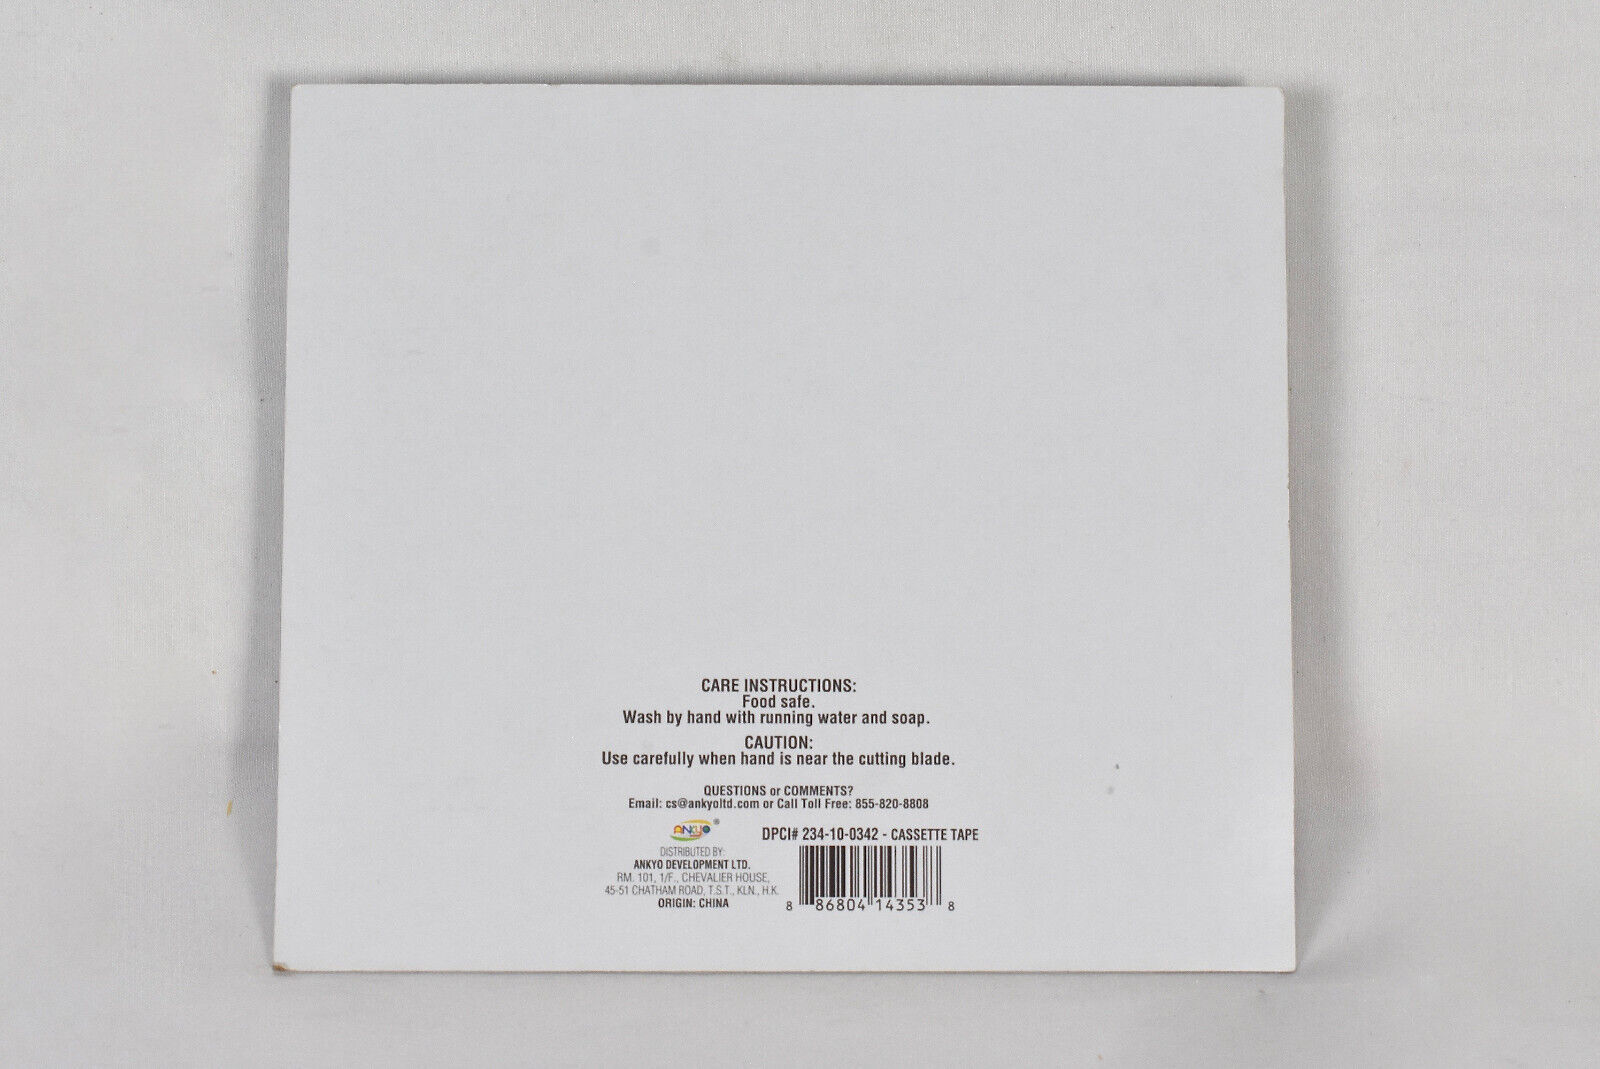 CARE INSTRUCTIONS:
Food safe.
Wash by hand with running water and soap.
CAUTION:
Use carefully when hand is near the cutting blade.
QUESTIONS or COMMENTS?
Email: cs@ankyoltd.com or Call Toll Free: 855-820-8808
ANKYO®
DISTRIBUTED BY:
ANKYO DEVELOPMENT LTD.
RM. 101, 1/F., CHEVALIER HOUSE,
45-51 CHATHAM ROAD, T.S.T., KLN., H.K.
ORIGIN: CHINA
DPCI# 234-10-0342 - CASSETTE TAPE
8 86804 14353 8